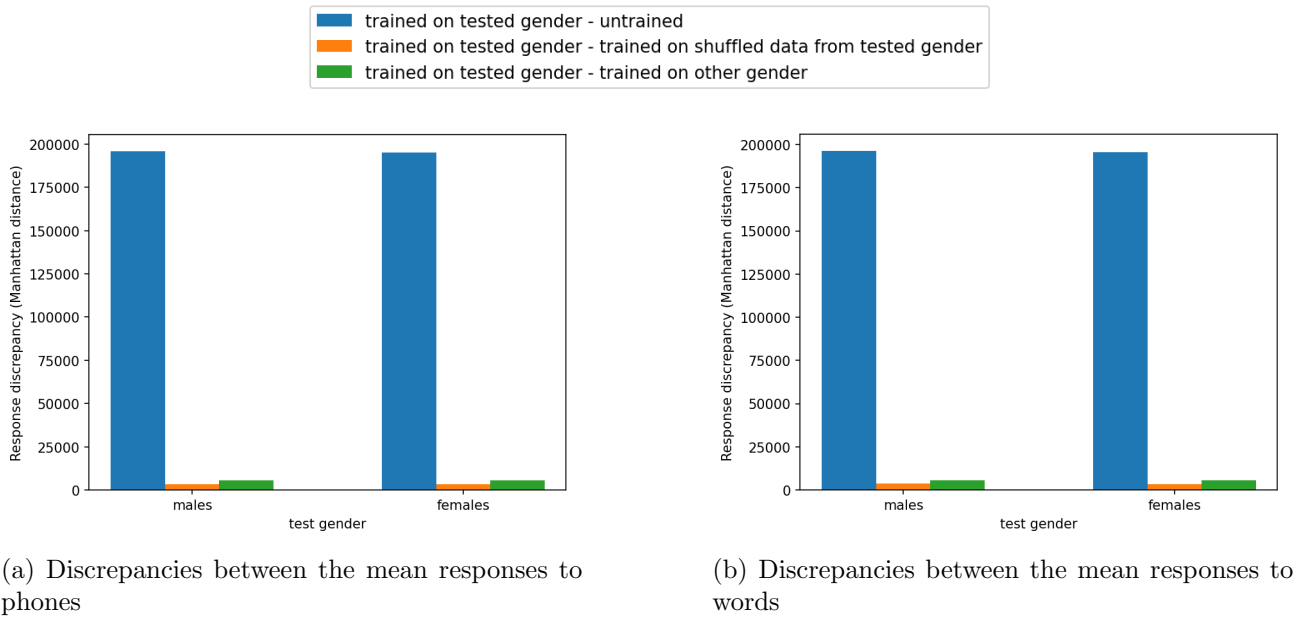 trained on tested gender - untrained
trained on tested gender - trained on shuffled data from tested gender
trained on tested gender - trained on other gender
200000
175000
150000
125000
100000
75000
50000
25000
0
Response discrepancy (Manhattan distance)
males
females
test gender
(a) Discrepancies between the mean responses to
phones
200000
175000
150000
125000
100000
75000
50000
25000
0
Response discrepancy (Manhattan distance)
males
females
test gender
(b) Discrepancies between the mean responses to
words